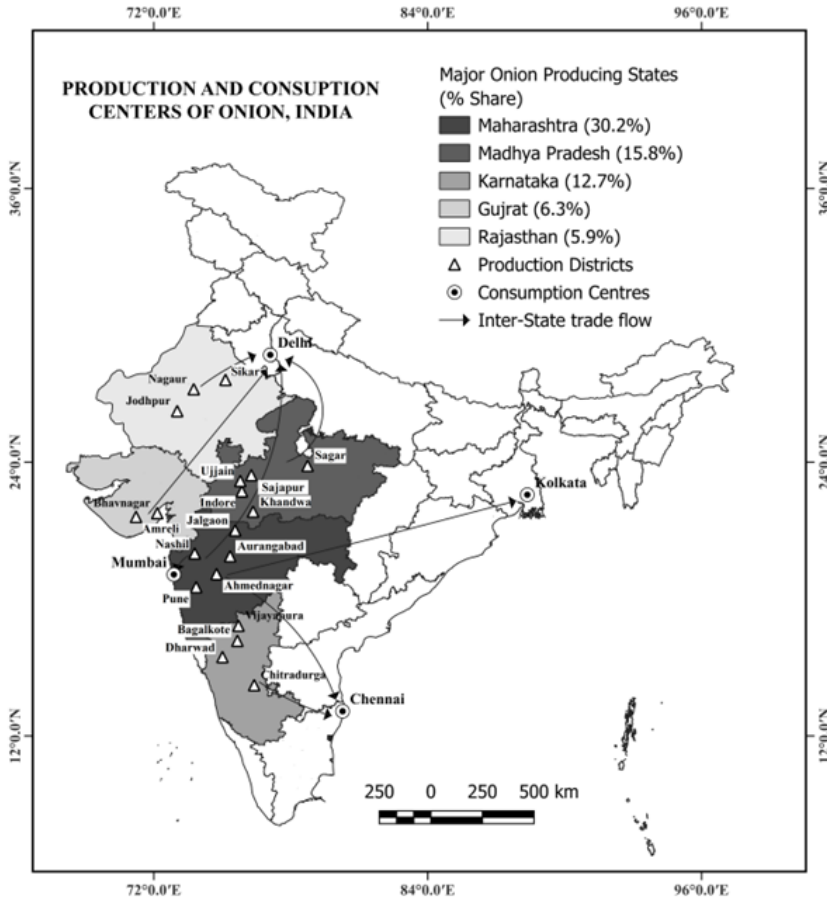 72°0.0'E 84°0.0'E 96°0.0'E
PRODUCTION AND CONSUPTION
CENTERS OF ONION, INDIA
Major Onion Producing States
(% Share)
Maharashtra (30.2%)
Madhya Pradesh (15.8%)
Karnataka (12.7%)
Gujrat (6.3%)
Rajasthan (5.9%)
Production Districts
Consumption Centres
Inter-State trade flow
36°0.0'N 36°0.0'N
Delhi
Sikar
Nagaur
Jodhpur
24°0.0'N 24°0.0'N
Sagar
Ujjain
Sajapur
Indore
Khandwa
Kolkata
Bhavnagar
Amreli
Jalgaon
Nashil
Aurangabad
Mumbai
Ahmednagar
Pune
Vijayapura
Bagalkote
Dharwad
Chitradurga
Chennai
12°0.0'N 12°0.0'N
250 0 250 500 km
72°0.0'E 84°0.0'E 96°0.0'E